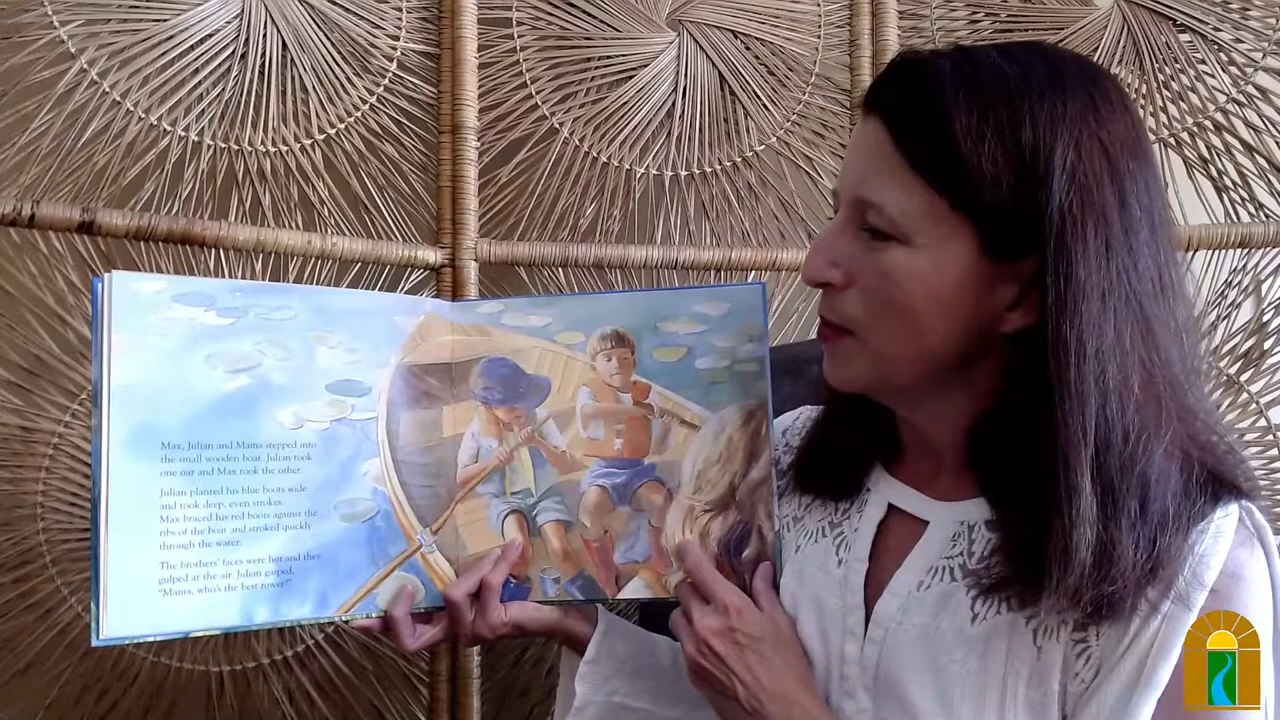 Max, Julian and Mama stepped into
the small wooden boat. Julian took
one oar and Max took the other.
Julian planted his blue boots wide
and took deep, even strokes.
Max braced his red boots against the
ribs of the boat and stroked quickly
through the water.
The brothers' faces were hot and they
gulped at the air. Julian gasped,
"Mama, who's the best rower?"